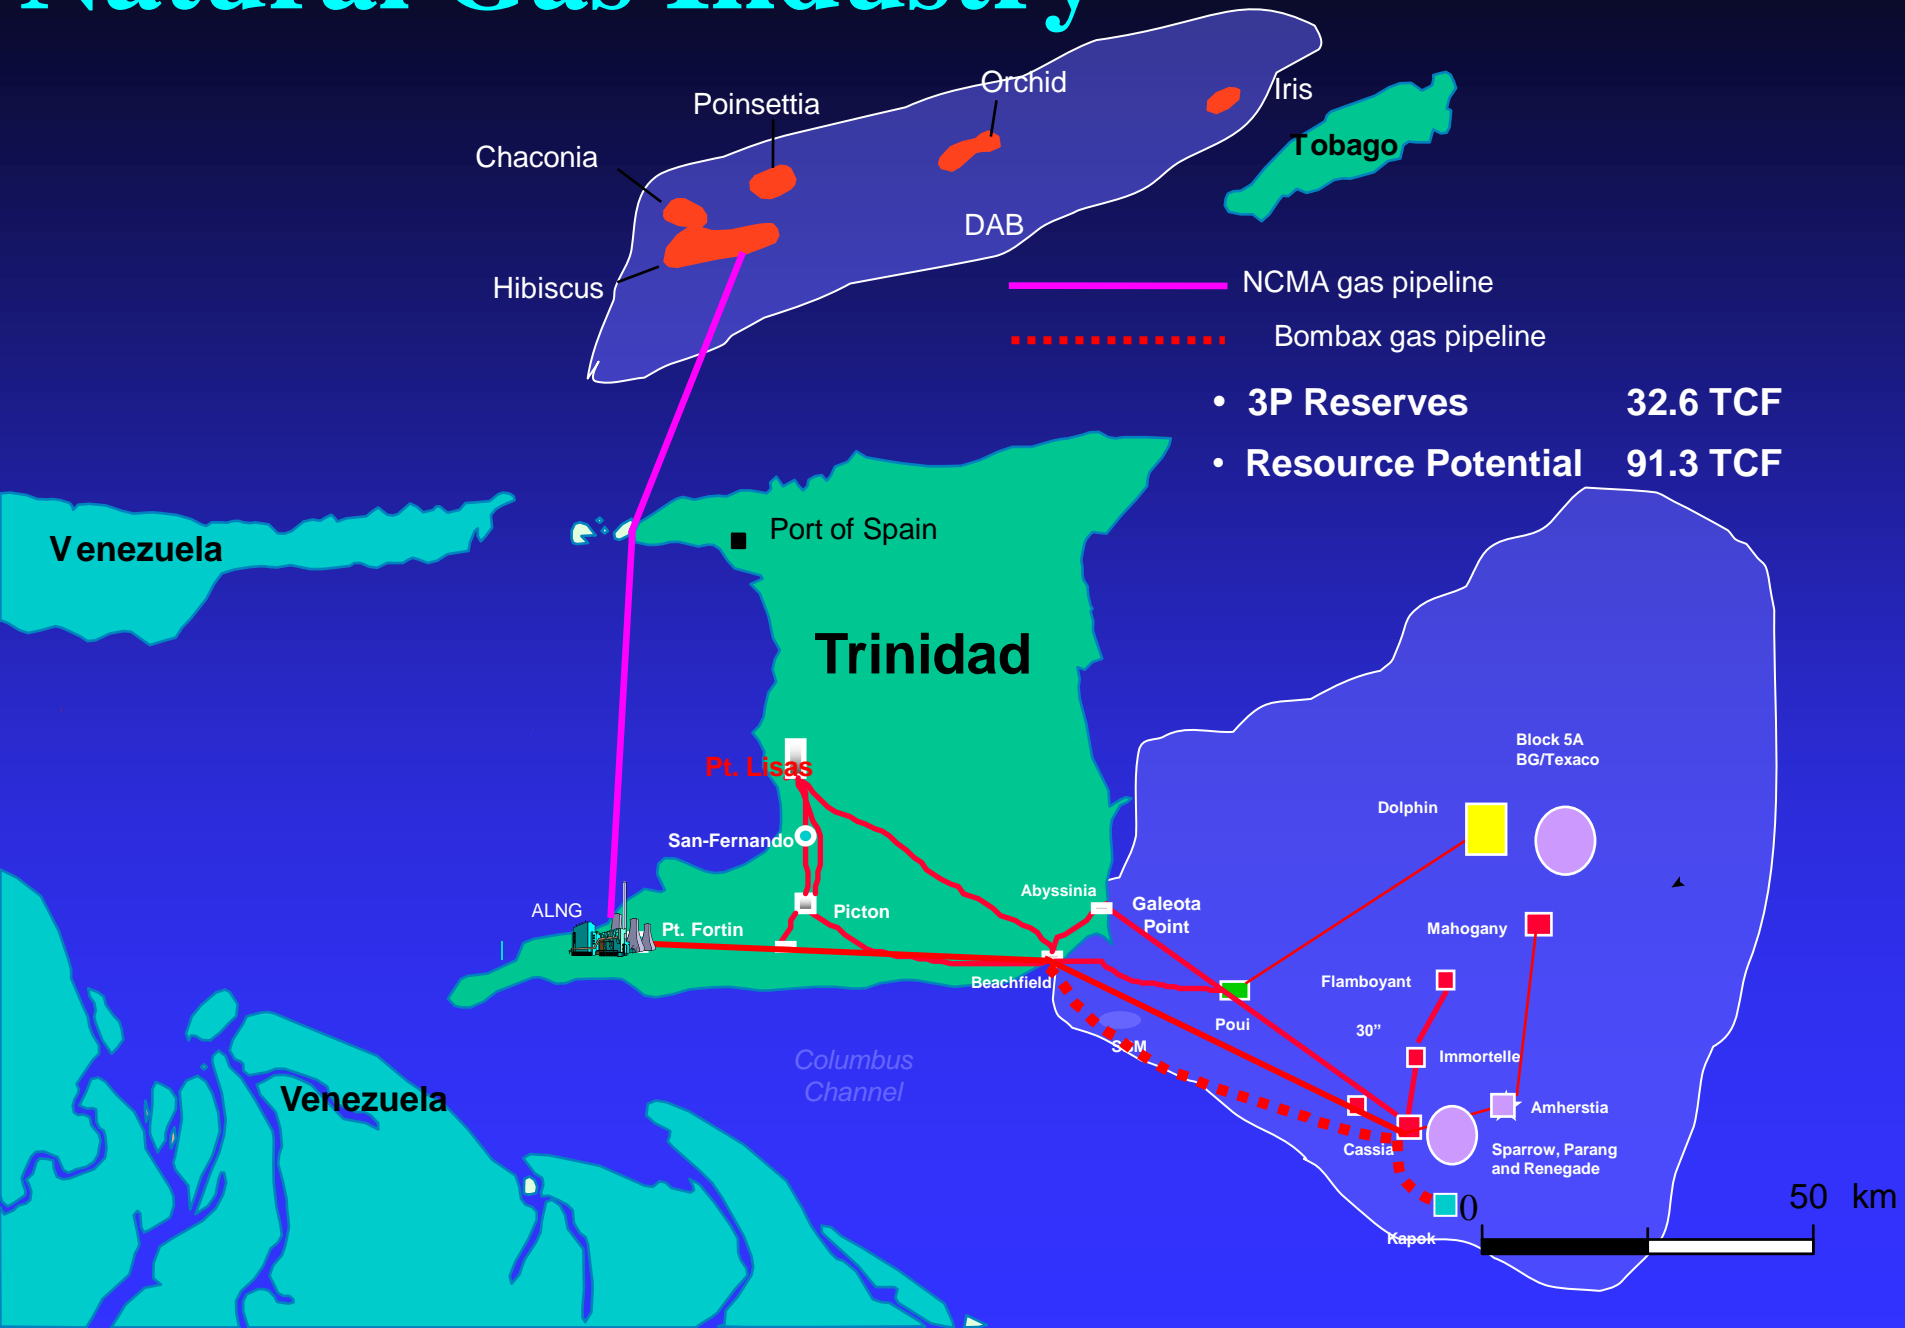 Natural Gas Industry
Orchid
Iris
Poinsettia
Tobago
Chaconia
DAB
Hibiscus
NCMA gas pipeline
Bombax gas pipeline
• 3P Reserves 32.6 TCF
• Resource Potential 91.3 TCF
Port of Spain
Venezuela
Trinidad
Block 5A
BG/Texaco
Pt. Lisas
Dolphin
San-Fernando
Abyssinia
Galeota
Point
ALNG
Picton
Pt. Fortin
Mahogany
Beachfield
Flamboyant
Poui
30”
Immortelle
Columbus
Channel
Venezuela
Amherstia
Cassia
Sparrow, Parang
and Renegade
0
50 km
Kapok